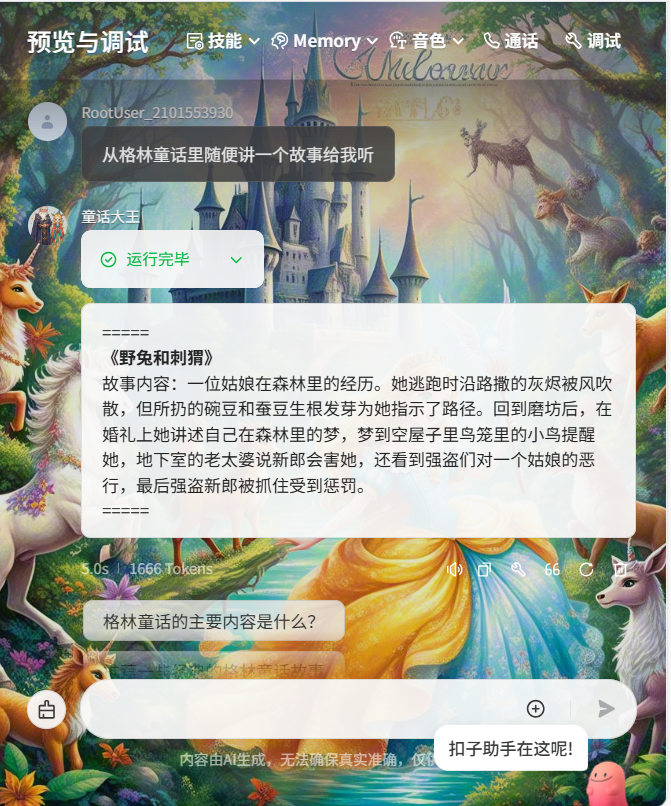 预览与调试 技能 Memory 音色 通话 调试
RootUser_2101553930
从格林童话里随便讲一个故事给我听
童话大王
运行完毕
=====
《野兔和刺猬》
故事内容：一位姑娘在森林里的经历。她逃跑时沿路撒的灰烬被风吹
散，但所扔的碗豆和蚕豆生根发芽为她指示了路径。回到磨坊后，在
婚礼上她讲述自己在森林里的梦，梦到空屋子里鸟笼里的小鸟提醒
她，地下室的老太婆说新郎会害她，还看到强盗们对一个姑娘的恶
行，最后强盗新郎被抓住受到惩罚。
=====
5.0s | 1666 Tokens
格林童话的主要内容是什么？
内容由AI生成，无法确保真实准确，仅供
扣子助手在这呢!